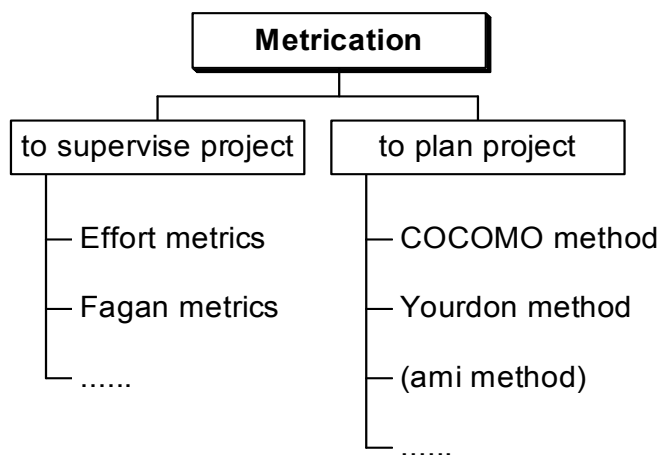 Metrication
to supervise project
Effort metrics
Fagan metrics
......
to plan project
COCOMO method
Yourdon method
(ami method)
......